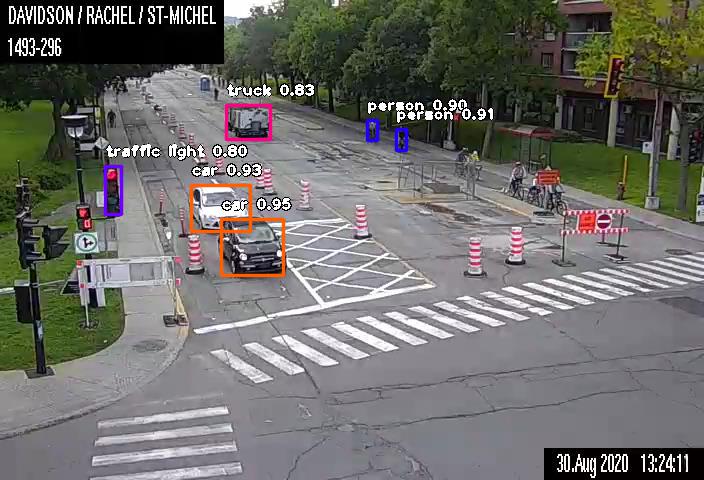 DAVIDSON / RACHEL / ST-MICHEL
1493-296
truck 0.83
person 0.90
person 0.91
traffic light 0.80
car 0.93
car 0.95
30.Aug 2020 13:24:11